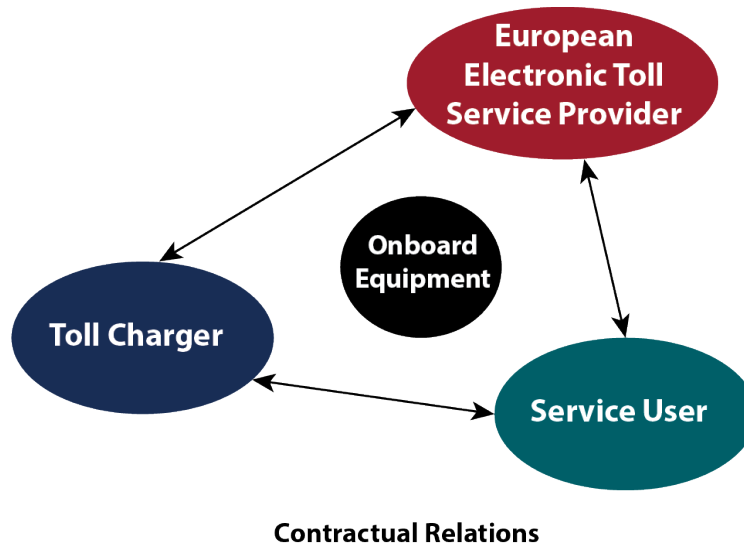 European
Electronic Toll
Service Provider
Onboard
Equipment
Toll Charger
Service User
Contractual Relations